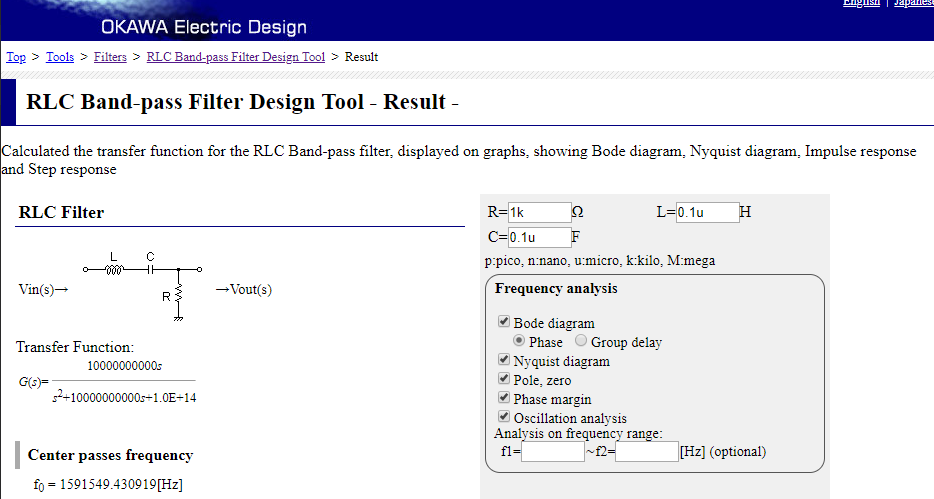 English | Japanese
OKAWA Electric Design
Top > Tools > Filters > RLC Band-pass Filter Design Tool > Result
RLC Band-pass Filter Design Tool - Result -
Calculated the transfer function for the RLC Band-pass filter, displayed on graphs, showing Bode diagram, Nyquist diagram, Impulse response
and Step response
RLC Filter
L C
Vin(s)→ R →Vout(s)
Transfer Function:
10000000000s
G(s)=
s2+10000000000s+1.0E+14
Center passes frequency
f0 = 1591549.430919[Hz]
R= 1k Ω L= 0.1u H
C= 0.1u F
p:pico, n:nano, u:micro, k:kilo, M:mega
Frequency analysis
Bode diagram
Phase Group delay
Nyquist diagram
Pole, zero
Phase margin
Oscillation analysis
Analysis on frequency range:
f1= ~f2= [Hz] (optional)